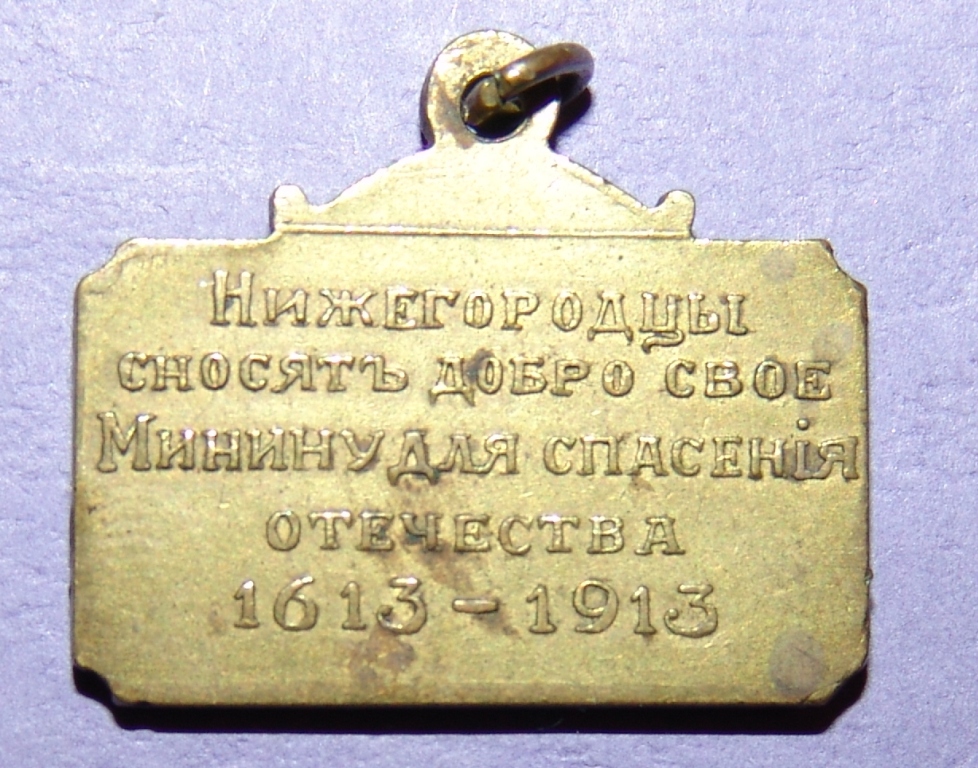 Нижегородцы
сносятъ добро свое
Минину для спасенія
отечества
1613 – 1913